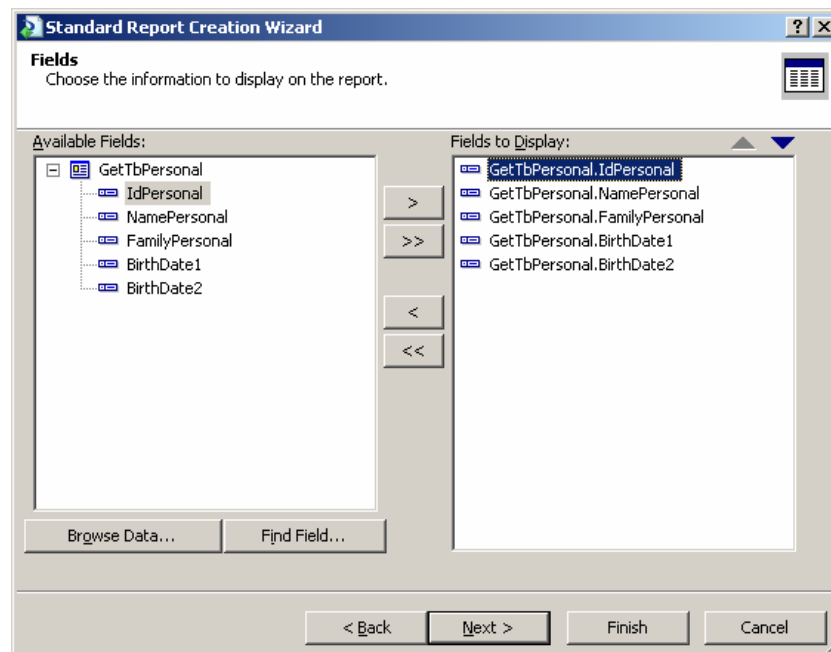 Standard Report Creation Wizard
Fields
Choose the information to display on the report.
Available Fields:
GetTbPersonal
IdPersonal
NamePersonal
FamilyPersonal
BirthDate1
BirthDate2
>
>>
<
<<
Fields to Display:
GetTbPersonal.IdPersonal
GetTbPersonal.NamePersonal
GetTbPersonal.FamilyPersonal
GetTbPersonal.BirthDate1
GetTbPersonal.BirthDate2
Browse Data...
Find Field...
< Back
Next >
Finish
Cancel